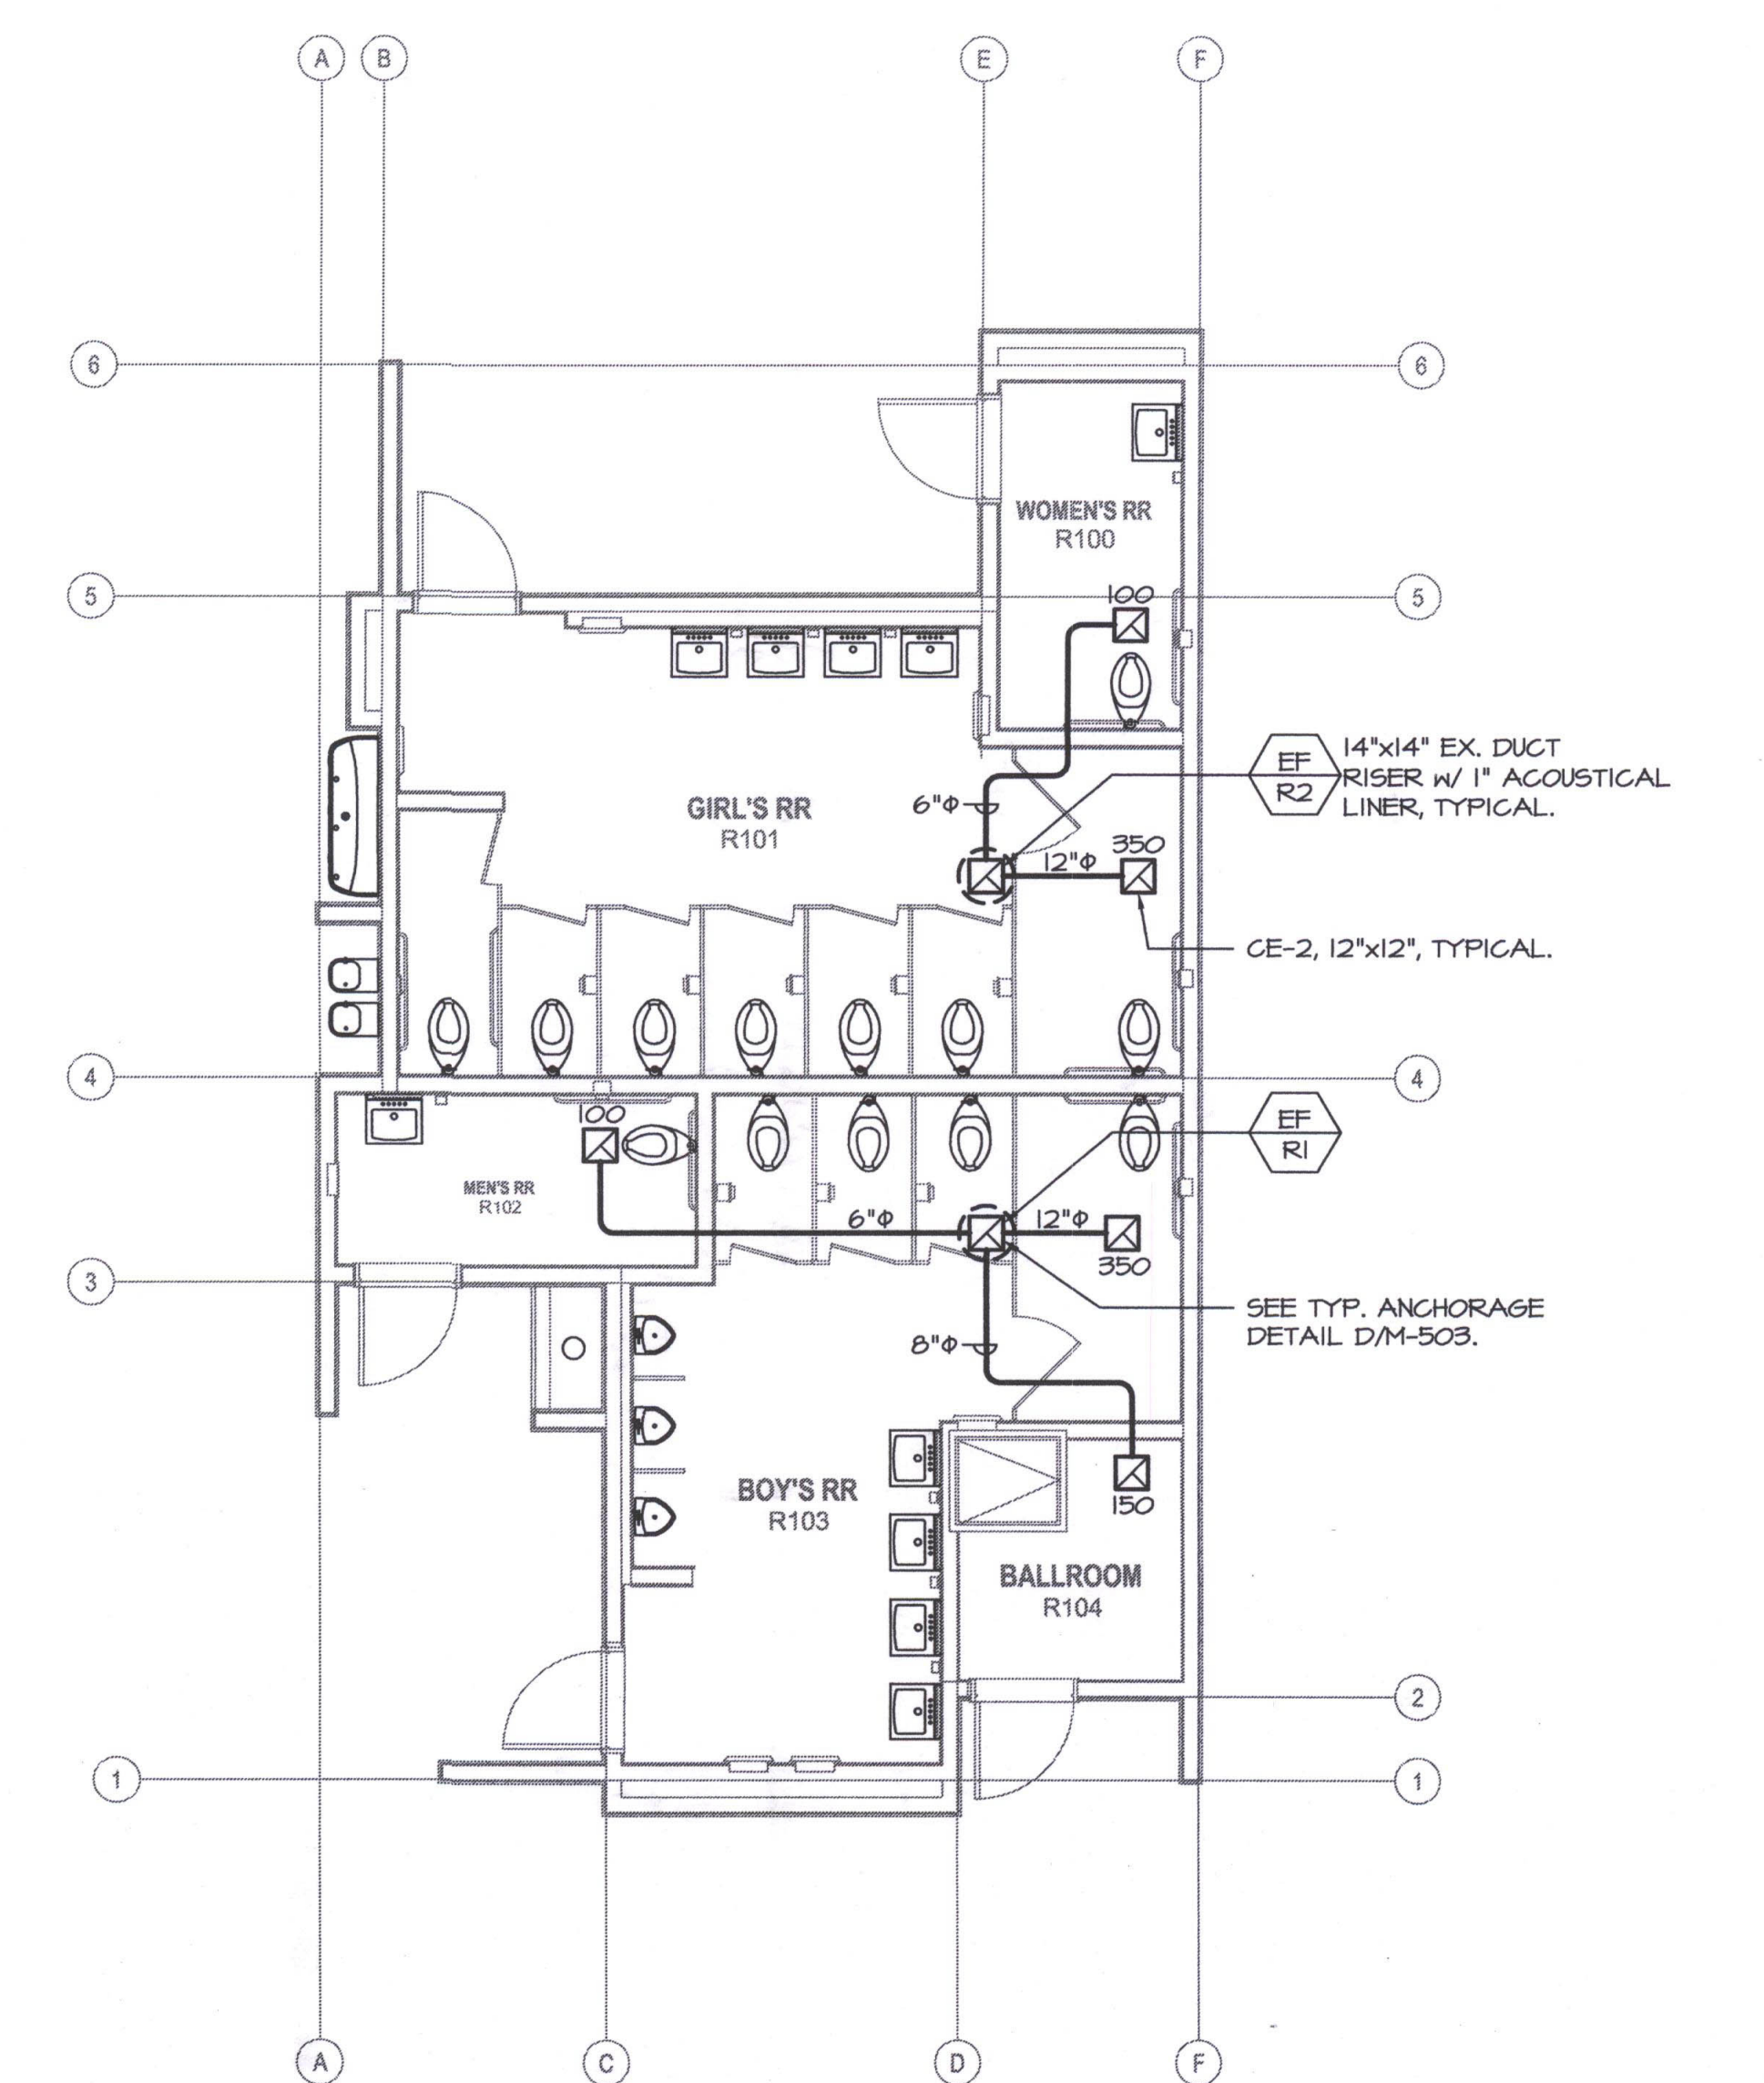 A
B
E
F
6
6
WOMEN'S RR
R100
100
5
5
EF
R2
14"x14" EX. DUCT
RISER w/ 1" ACOUSTICAL
LINER, TYPICAL.
GIRL'S RR
R101
6"Φ
12"Φ
350
CE-2, 12"x12", TYPICAL.
4
4
100
EF
R1
MEN'S RR
R102
6"Φ
12"Φ
350
3
SEE TYP. ANCHORAGE
DETAIL D/M-503.
8"Φ
BOY'S RR
R103
150
BALLROOM
R104
2
1
1
A
C
D
F